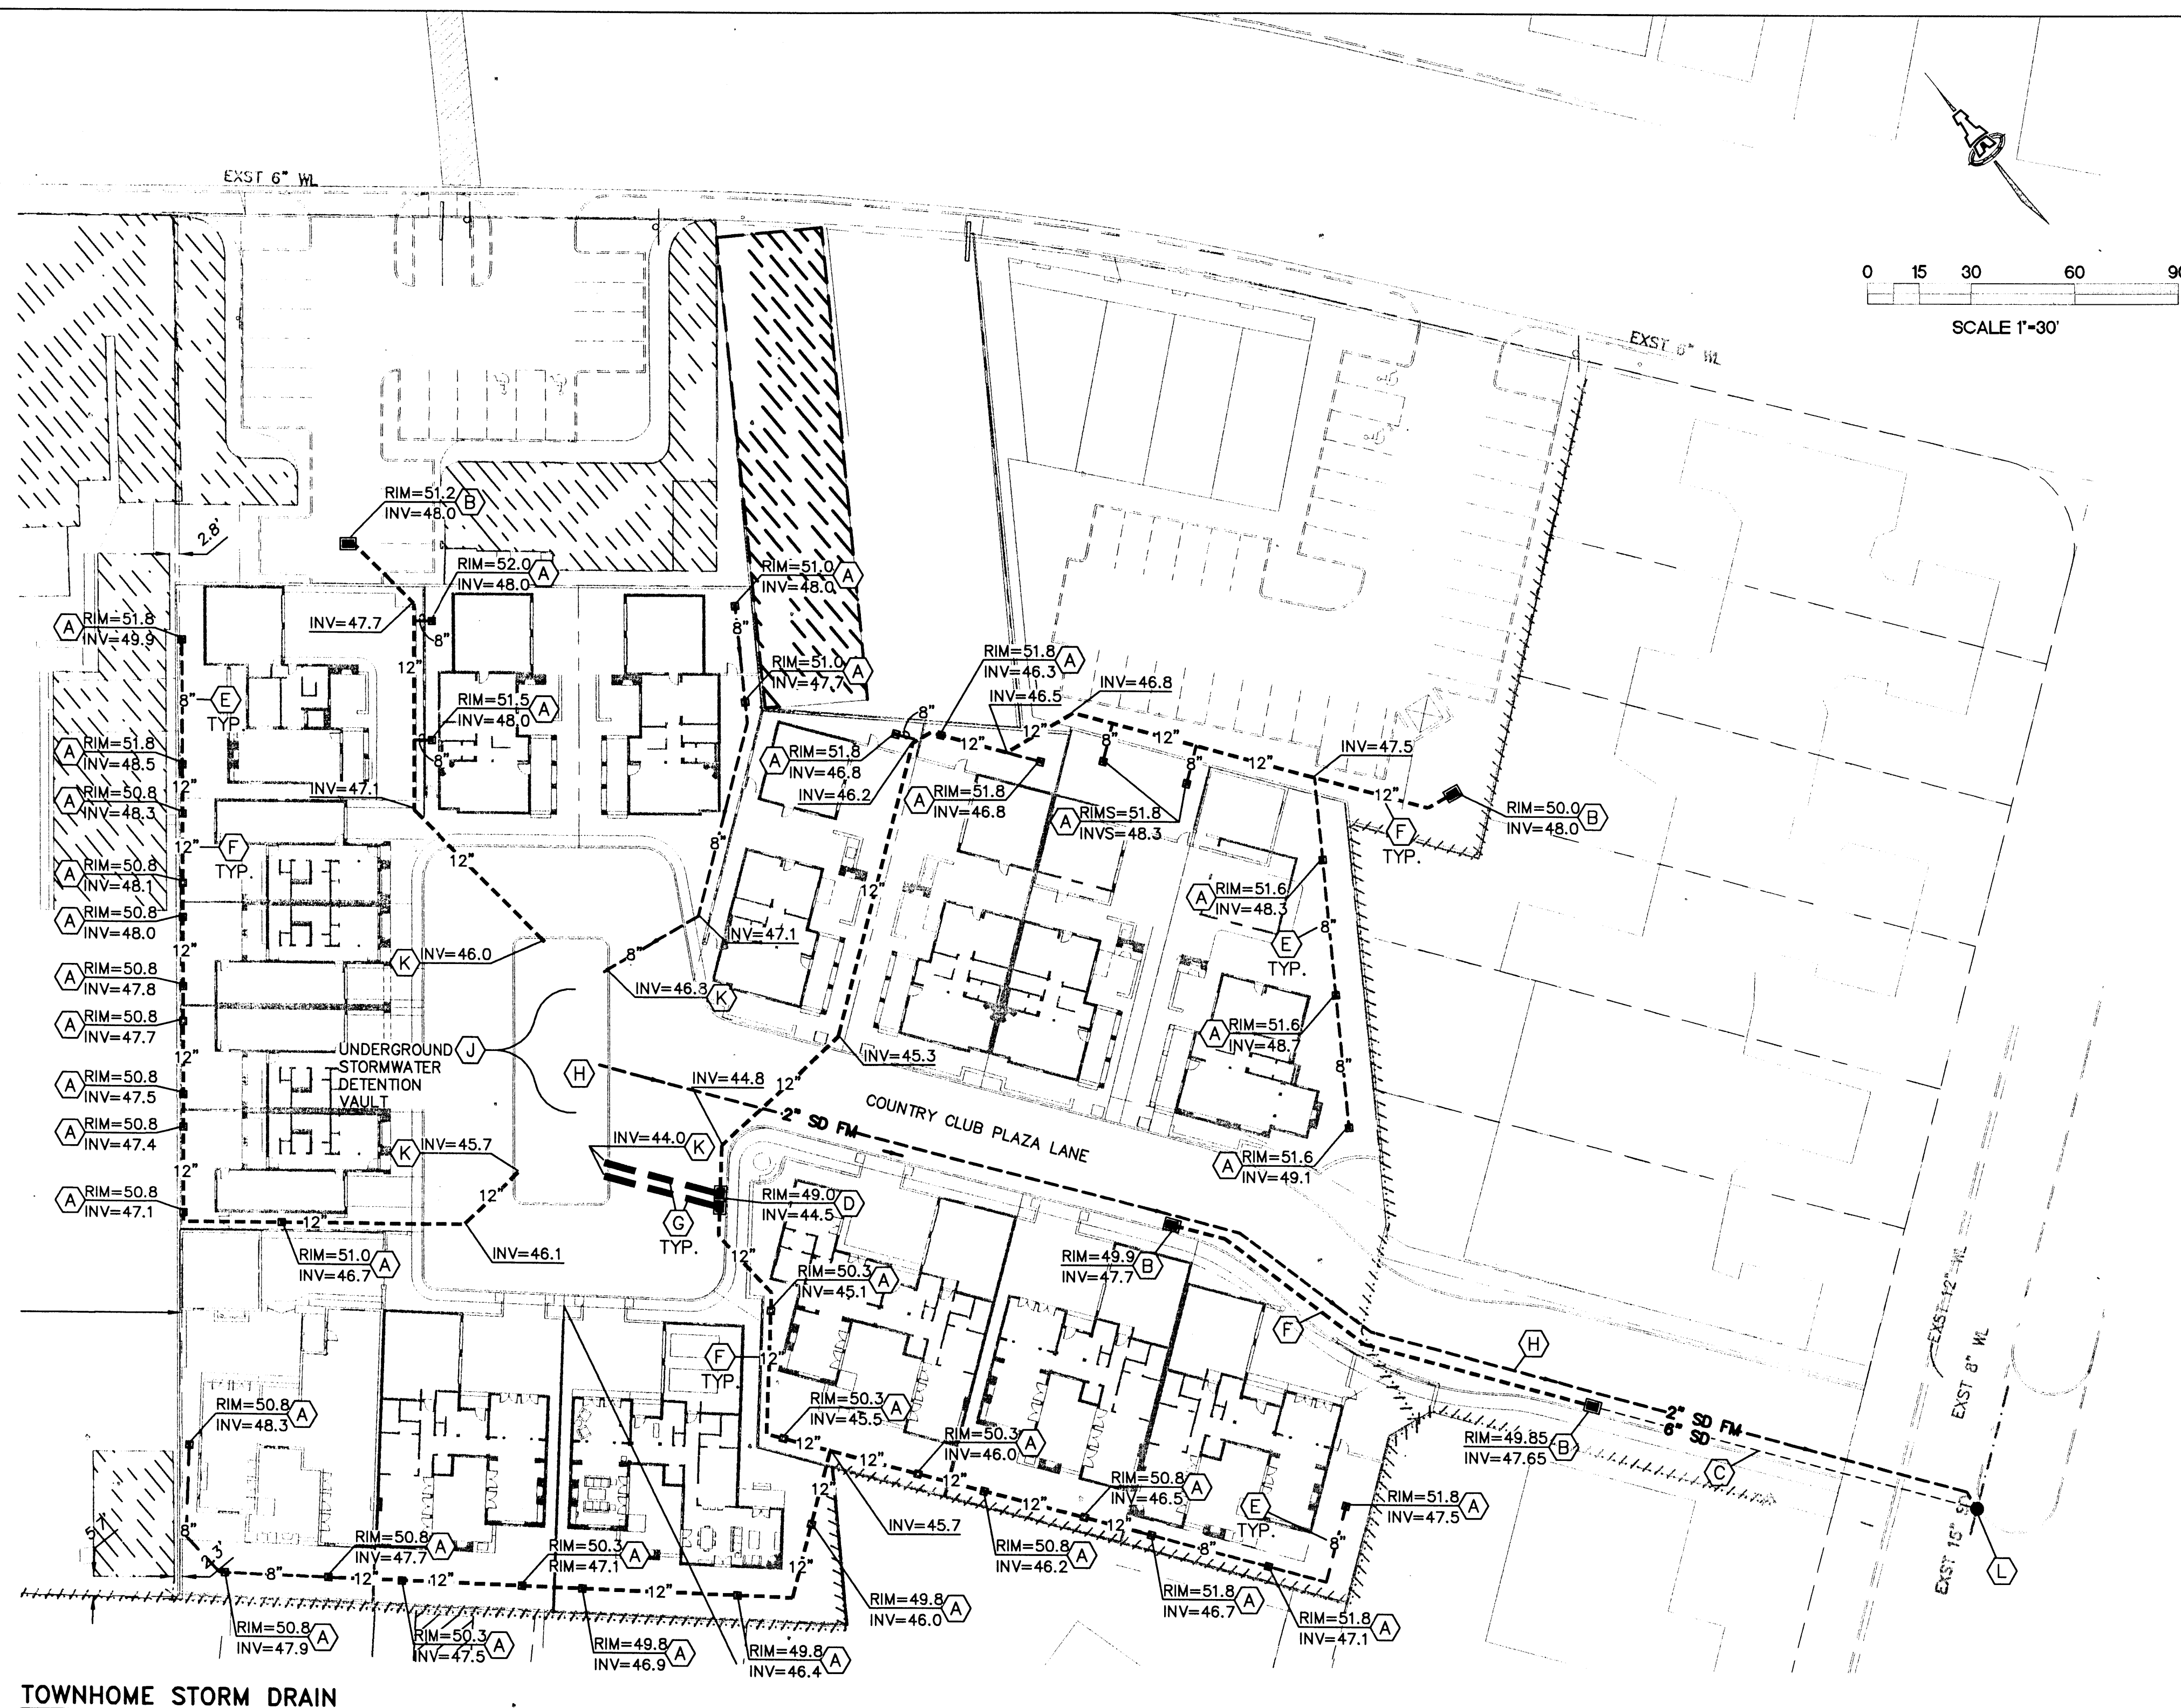 EXST 6" WL
0 15 30 60 90
SCALE 1"=30'
EXST 6" WL
2.8'
RIM=51.2
INV=48.0
B
INV=47.7
RIM=52.0
INV=48.0
A
8"
12"
RIM=51.5
INV=48.0
A
8"
INV=47.1
12"
RIM=51.0
INV=48.0
A
8"
RIM=51.0
INV=47.7
A
8"
INV=47.1
8"
INV=46.8
K
A
RIM=51.8
INV=49.9
8"
E
TYP.
A
RIM=51.8
INV=48.5
12"
A
RIM=50.8
INV=48.3
12"
F
TYP.
A
RIM=50.8
INV=48.1
A
RIM=50.8
INV=48.0
12"
A
RIM=50.8
INV=47.8
A
RIM=50.8
INV=47.7
12"
A
RIM=50.8
INV=47.5
A
RIM=50.8
INV=47.4
12"
A
RIM=50.8
INV=47.1
12"
RIM=51.0
INV=46.7
A
INV=46.1
12"
K
INV=46.0
K
INV=45.7
UNDERGROUND
STORMWATER
DETENTION
VAULT
J
H
RIM=51.8
INV=46.3
A
INV=46.5
INV=46.8
8"
12"
A
RIM=51.8
INV=46.8
INV=46.2
A
RIM=51.8
INV=46.8
12"
8"
8"
A
RIMS=51.8
INVS=48.3
12"
INV=47.5
12"
RIM=50.0
INV=48.0
B
F
TYP.
A
RIM=51.6
INV=48.3
8"
E
TYP.
A
RIM=51.6
INV=48.7
8"
A
RIM=51.6
INV=49.1
12"
INV=45.3
12"
INV=44.8
2" SD FM
COUNTRY CLUB PLAZA LANE
INV=44.0
K
G
TYP.
RIM=49.0
INV=44.5
D
12"
RIM=50.3
INV=45.1
A
F
TYP.
12"
RIM=50.3
INV=45.5
A
12"
12"
RIM=50.3
INV=46.0
A
12"
12"
RIM=50.8
INV=46.5
A
12"
RIM=49.9
INV=47.7
B
F
H
2" SD FM
6" SD
RIM=49.85
INV=47.65
B
C
EXST 12" WL
EXST 8" WL
L
RIM=50.8
INV=48.3
A
8"
2.3'
8"
RIM=50.8
INV=47.7
A
12"
12"
RIM=50.3
RIM=47.1
A
12"
12"
12"
INV=45.7
RIM=50.8
INV=46.2
A
8"
E
TYP.
8"
RIM=51.8
INV=47.5
A
RIM=50.8
INV=47.9
A
RIM=50.3
INV=47.5
A
RIM=49.8
INV=46.9
A
RIM=49.8
INV=46.4
A
RIM=49.8
INV=46.0
A
RIM=51.8
INV=46.7
A
RIM=51.8
INV=47.1
A
TOWNHOME STORM DRAIN